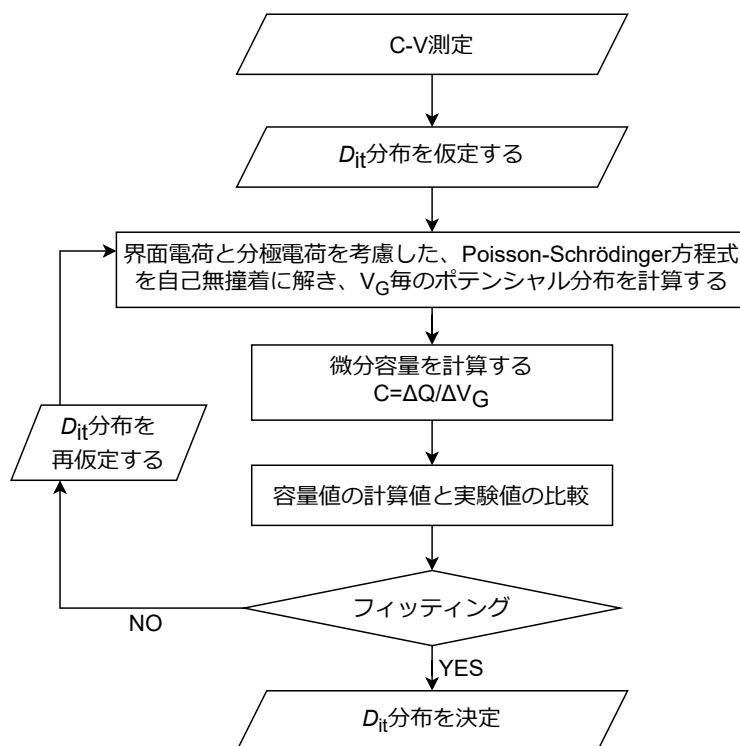 C-V測定
Dit分布を仮定する
界面電荷と分極電荷を考慮した、Poisson-Schrödinger方程式
を自己無撞着に解き、VG毎のポテンシャル分布を計算する
微分容量を計算する
C=ΔQ/ΔVG
Dit分布を
再仮定する
容量値の計算値と実験値の比較
フィッティング
NO
YES
Dit分布を決定